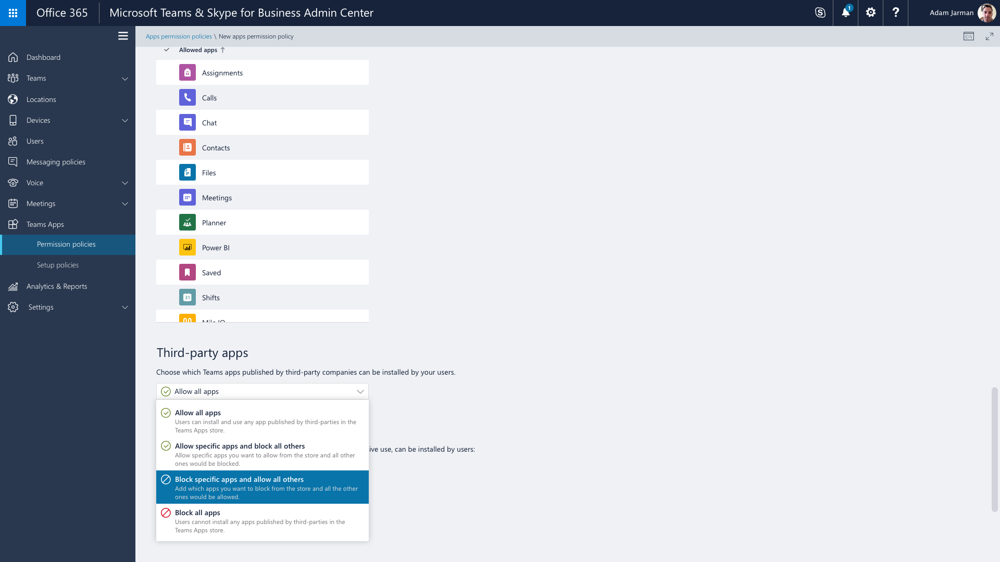 Office 365
Microsoft Teams & Skype for Business Admin Center
1
Adam Jarman
Dashboard
Teams
Locations
Devices
Users
Messaging policies
Voice
Meetings
Teams Apps
Permission policies
Setup policies
Analytics & Reports
Settings
Apps permission policies \ New apps permission policy
C:\
Allowed apps ↑
Assignments
Calls
Chat
Contacts
Files
Meetings
Planner
Power BI
Saved
31
Shifts
Third-party apps
Choose which Teams apps published by third-party companies can be installed by your users.
Allow all apps
Allow all apps
Users can install and use any app published by third-parties in the
Teams Apps store.
Allow specific apps and block all others
Allow specific apps you want to allow from the store and all other
ones would be blocked.
Block specific apps and allow all others
Add which apps you want to block from the store and all the other
ones would be allowed.
Block all apps
Users cannot install any apps published by third-parties in the
Teams Apps store.
use, can be installed by users: